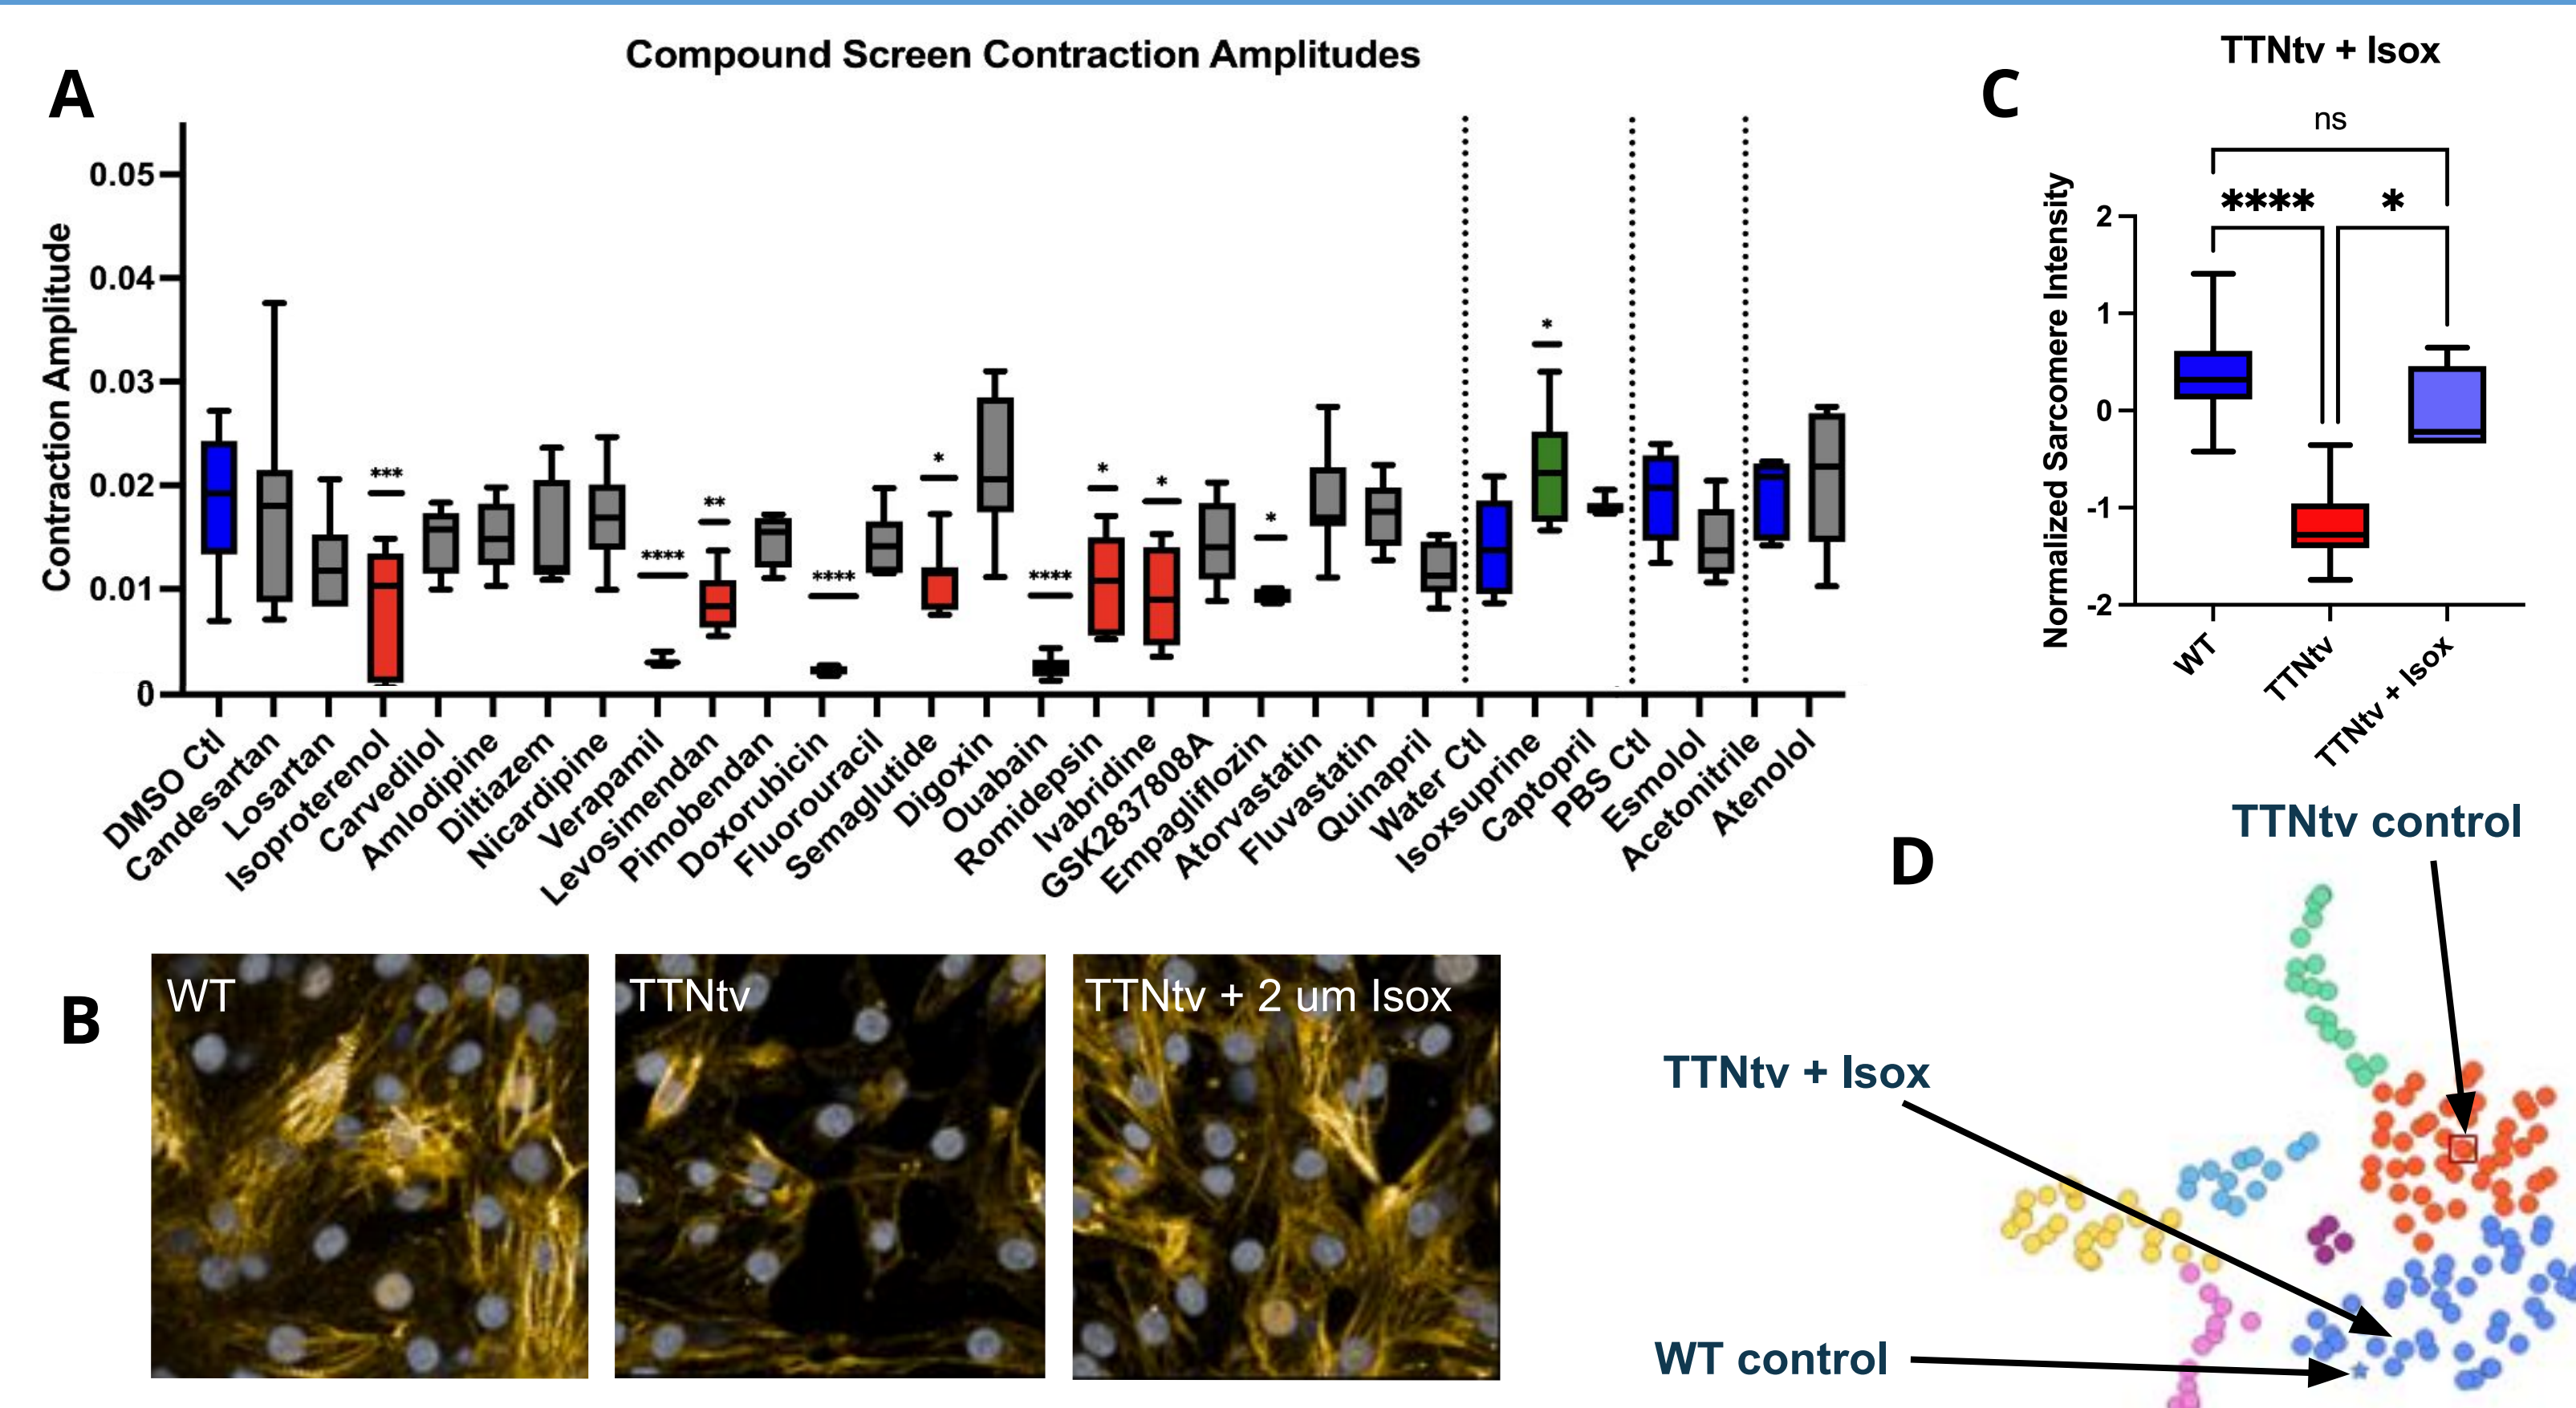 Compound Screen Contraction Amplitudes
A
Contraction Amplitude
0.05
0.04
0.03
0.02
0.01
0
***
****
**
****
*
****
*
*
*
*
DMSO Ctl
Candesartan
Losartan
Isoproterenol
Carvedilol
Amlodipine
Diltiazem
Nicardipine
Verapamil
Levosimendan
Pimobendan
Doxorubicin
Fluorouracil
Semaglutide
Digoxin
Ouabain
Romidepsin
Ivabridine
GSK2837808A
Empagliflozin
Atorvastatin
Fluvastatin
Quinapril
Water Ctl
Isoxsuprine
Captopril
PBS Ctl
Esmolol
Acetonitrile
Atenolol
B
WT
TTNtv
TTNtv + 2 um Isox
C
TTNtv + Isox
ns
****
*
Normalized Sarcomere Intensity
2
1
0
-1
-2
WT
TTNtv
TTNtv + Isox
D
TTNtv control
TTNtv + Isox
WT control